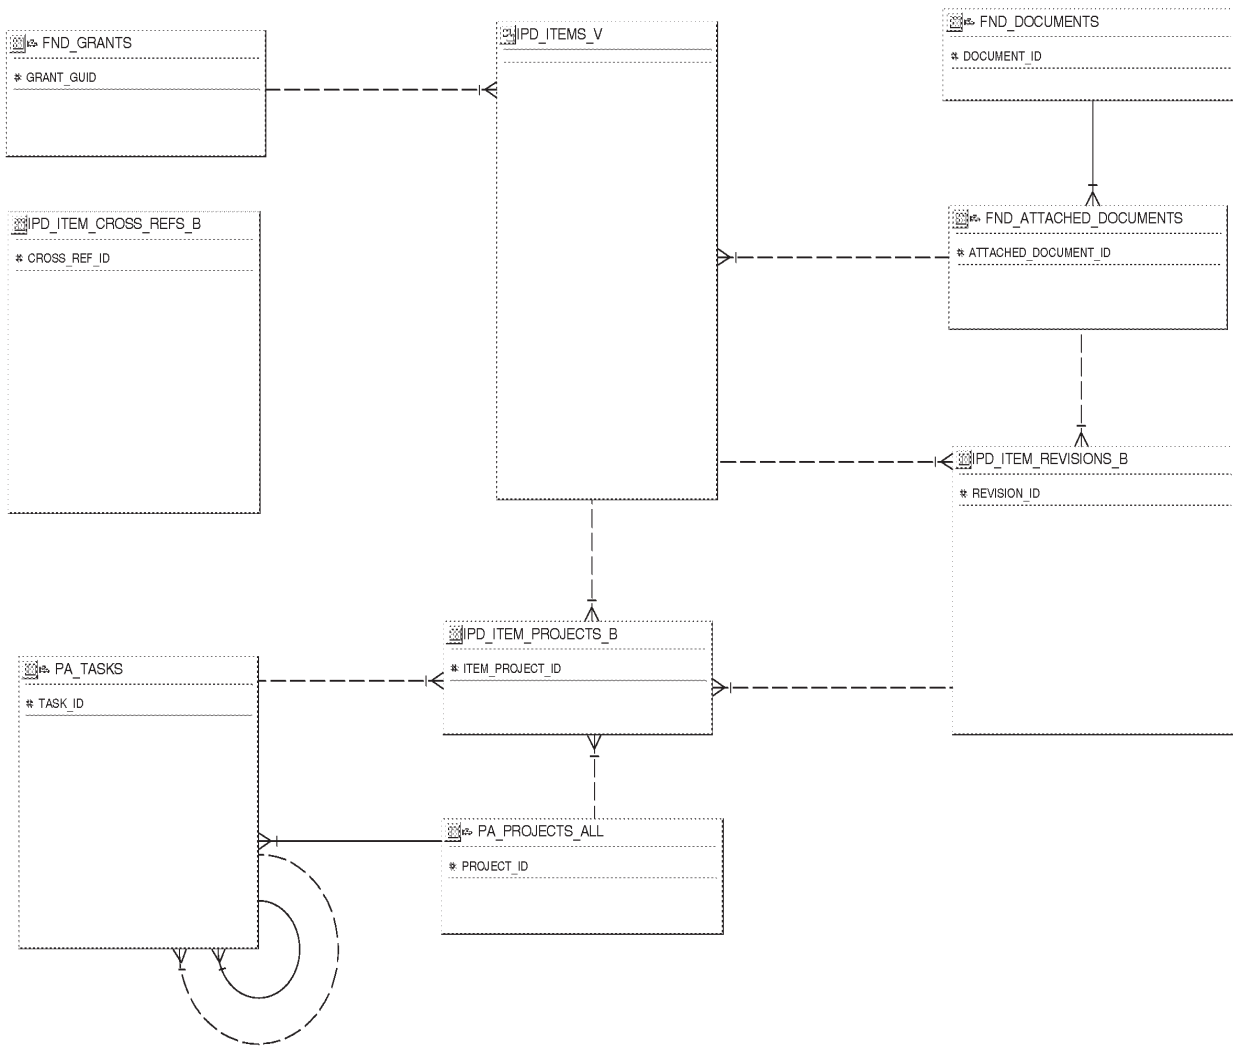 FND_GRANTS
# GRANT_GUID
IPD_ITEMS_V
FND_DOCUMENTS
# DOCUMENT_ID
IPD_ITEM_CROSS_REFS_B
# CROSS_REF_ID
FND_ATTACHED_DOCUMENTS
# ATTACHED_DOCUMENT_ID
IPD_ITEM_REVISIONS_B
# REVISION_ID
IPD_ITEM_PROJECTS_B
# ITEM_PROJECT_ID
PA_TASKS
# TASK_ID
PA_PROJECTS_ALL
# PROJECT_ID